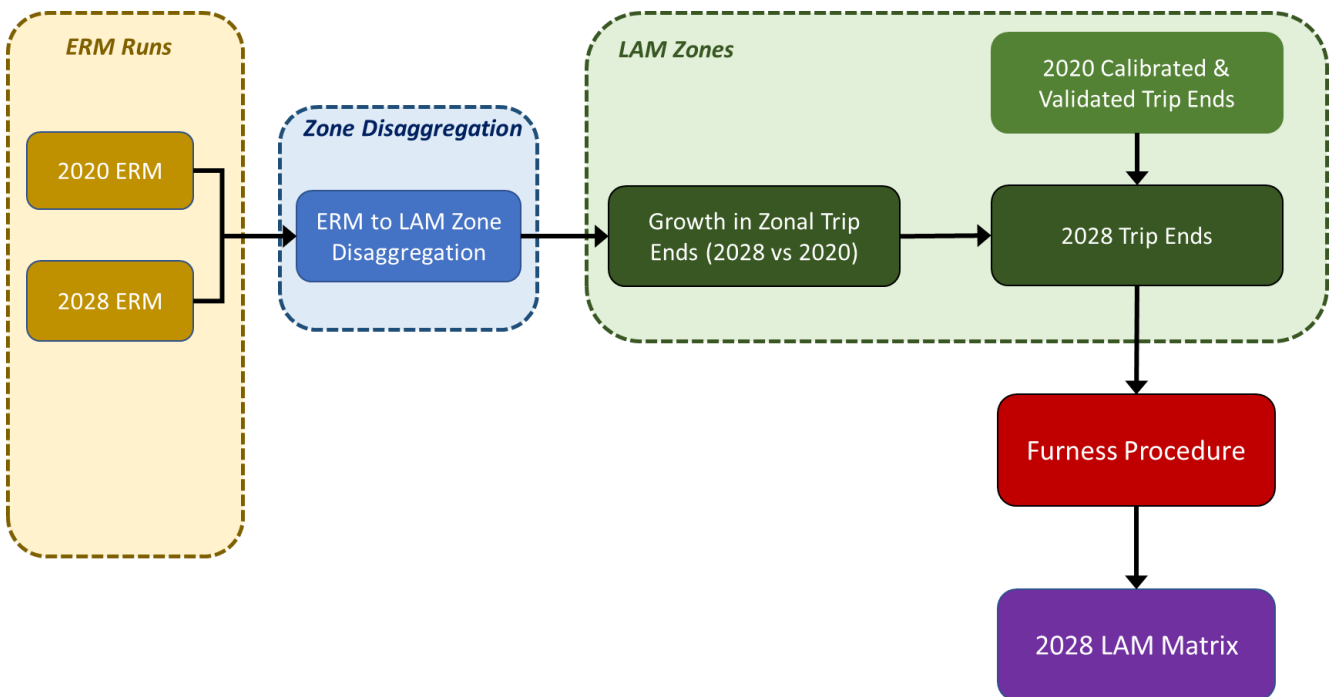 ERM Runs
2020 ERM
2028 ERM
Zone Disaggregation
ERM to LAM Zone
Disaggregation
LAM Zones
2020 Calibrated &
Validated Trip Ends
Growth in Zonal Trip
Ends (2028 vs 2020)
2028 Trip Ends
Furness Procedure
2028 LAM Matrix